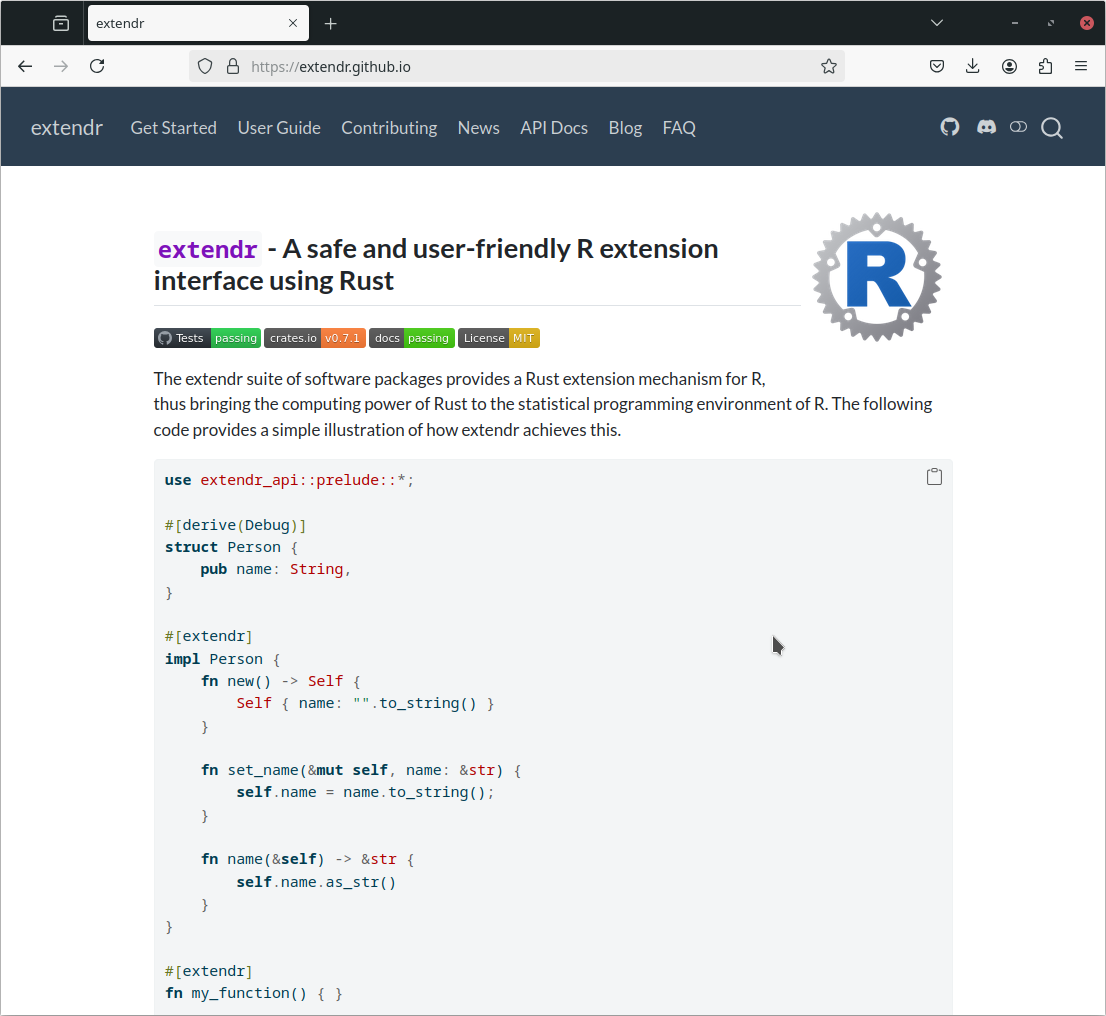 extendr
https://extendr.github.io
extendr Get Started User Guide Contributing News API Docs Blog FAQ
extendr - A safe and user-friendly R extension
interface using Rust
R
Tests passing crates.io v0.7.1 docs passing License MIT
The extendr suite of software packages provides a Rust extension mechanism for R,
thus bringing the computing power of Rust to the statistical programming environment of R. The following
code provides a simple illustration of how extendr achieves this.
use extendr_api::prelude::*;
#[derive(Debug)]
struct Person {
    pub name: String,
}
#[extendr]
impl Person {
    fn new() -> Self {
        Self { name: "".to_string() }
    }
    fn set_name(&mut self, name: &str) {
        self.name = name.to_string();
    }
    fn name(&self) -> &str {
        self.name.as_str()
    }
}
#[extendr]
fn my_function() { }